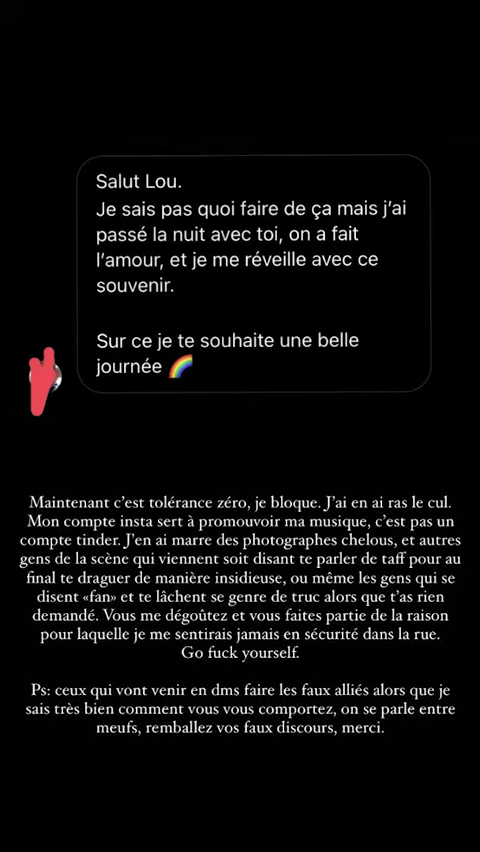 Salut Lou.
Je sais pas quoi faire de ça mais j’ai
passé la nuit avec toi, on a fait
l’amour, et je me réveille avec ce
souvenir.
Sur ce je te souhaite une belle
journée 🌈
Maintenant c’est tolérance zéro, je bloque. J’ai en ai ras le cul.
Mon compte insta sert à promouvoir ma musique, c’est pas un
compte tinder. J’en ai marre des photographes chelous, et autres
gens de la scène qui viennent soit disant te parler de taff pour au
final te draguer de manière insidieuse, ou même les gens qui se
disent «fan» et te lâchent se genre de truc alors que t’as rien
demandé. Vous me dégoûtez et vous faites partie de la raison
pour laquelle je me sentirais jamais en sécurité dans la rue.
Go fuck yourself.
Ps: ceux qui vont venir en dms faire les faux alliés alors que je
sais très bien comment vous vous comportez, on se parle entre
meufs, remballez vos faux discours, merci.